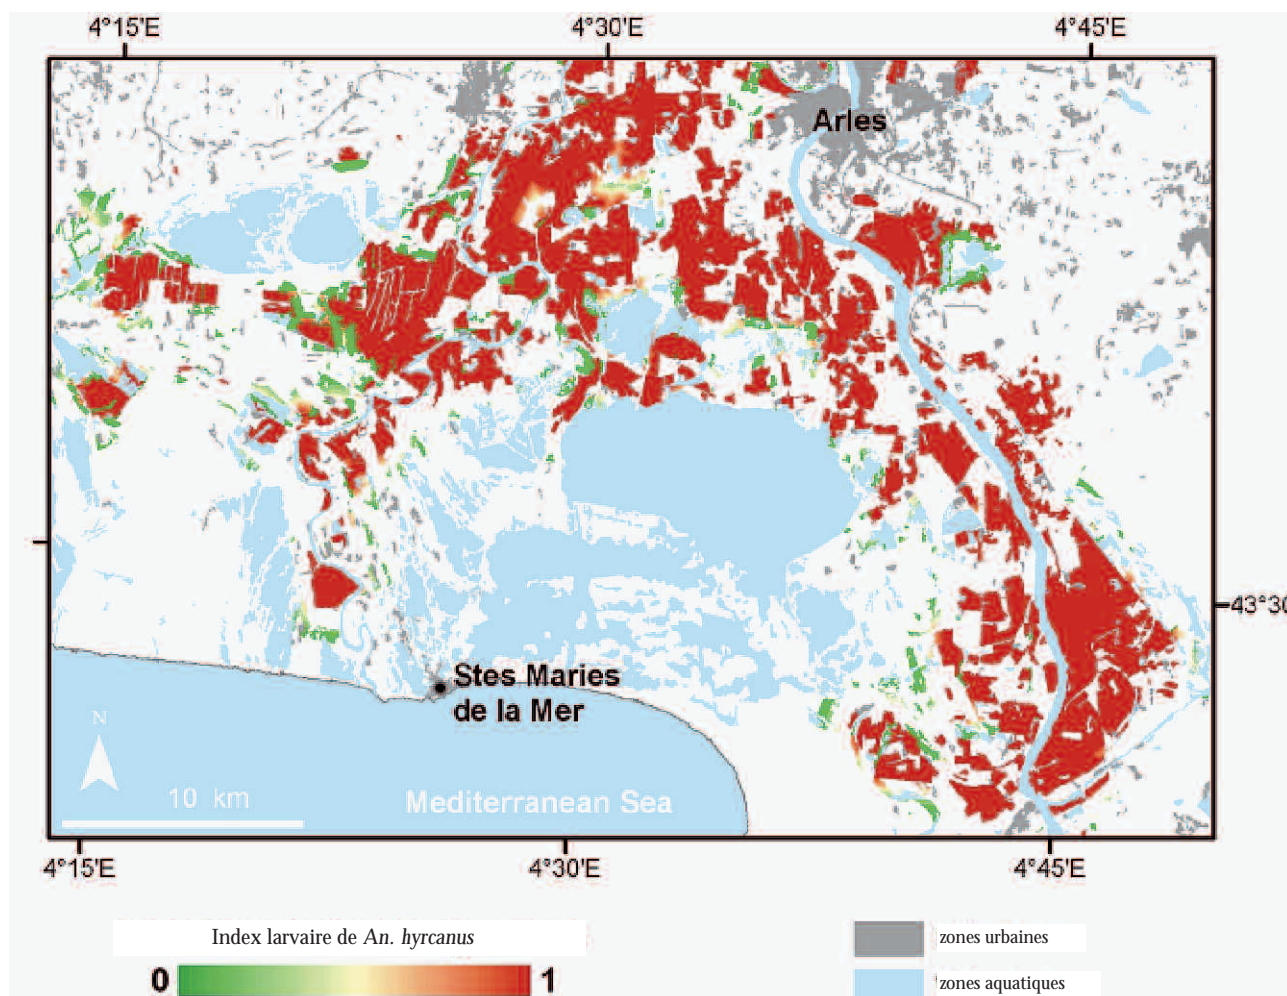 4°15'E 4°30'E 4°45'E
Arles
43°30
Stes Maries
de la Mer
N
10 km
Mediterranean Sea
4°15'E 4°30'E 4°45'E
Index larvaire de An. hyrcanus
0 1
zones urbaines
zones aquatiques